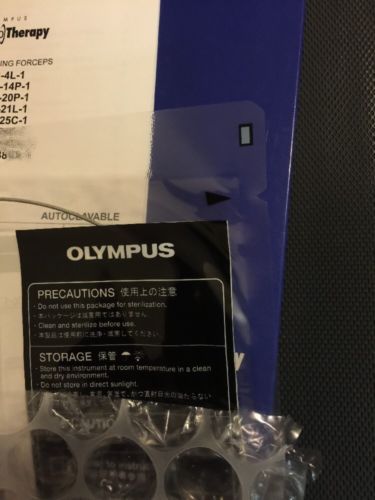 Therapy
FORCEPS
-4L-1
-14P-1
-20P-1
-21L-1
25C-1
AUTOCLAVABLE
OLYMPUS
PRECAUTIONS 使用上の注意
· Do not use this package for sterilization.
· 本パッケージは滅菌用ではありません。
· Clean and sterilize before use.
· 本製品は使用前に洗浄・滅菌してください。
STORAGE 保管
· Store this instrument at room temperature in a clean
and dry environment.
· Do not store in direct sunlight.